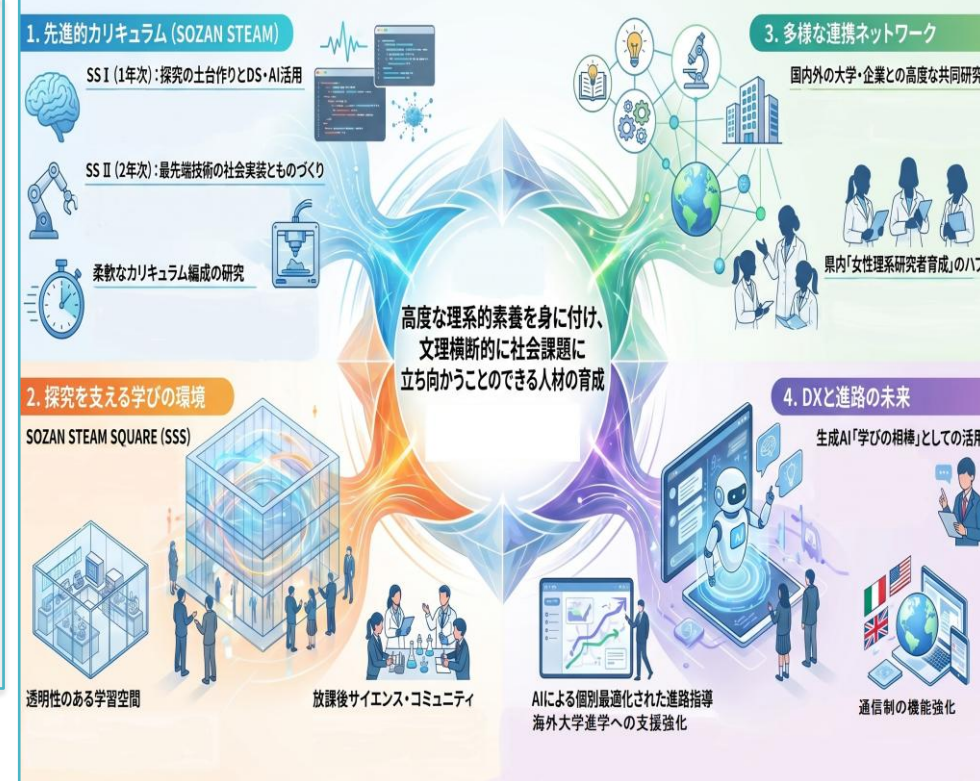 1. 先進的カリキュラム（SOZAN STEAM）
SS I （1年次）：探究の土台作りとDS・AI活用
SS II （2年次）：最先端技術の社会実装とものづくり
柔軟なカリキュラム編成の研究
3. 多様な連携ネットワーク
国内外の大学・企業との高度な共同研究
県内「女性理系研究者育成」のハブ
高度な理系的素養を身に付け、
文理横断的に社会課題に
立ち向かうことのできる人材の育成
2. 探究を支える学びの環境
SOZAN STEAM SQUARE（SSS）
透明性のある学習空間
放課後サイエンス・コミュニティ
4. DXと進路の未来
生成AI「学びの相棒」としての活用
AI
AIによる個別最適化された進路指導
海外大学進学への支援強化
通信制の機能強化